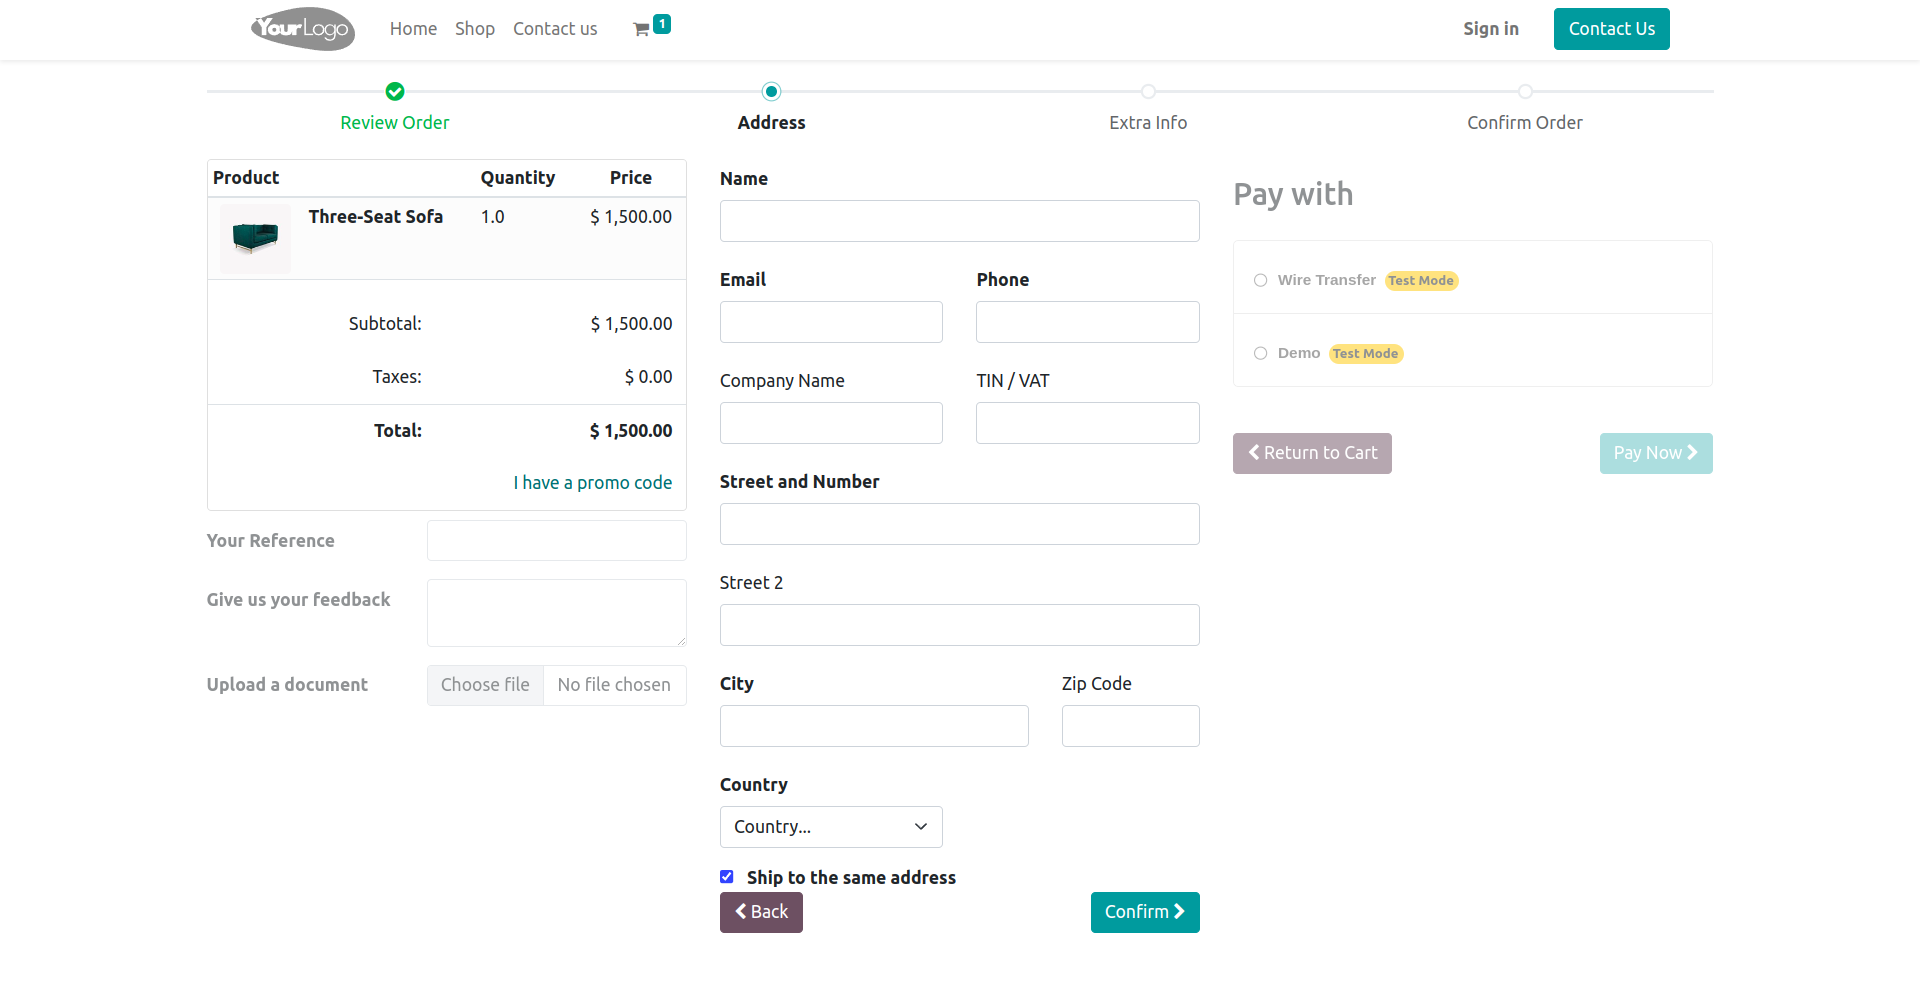 YourLogo
Home Shop Contact us 1
Sign in Contact Us
Review Order Address Extra Info Confirm Order
Product Quantity Price
Three-Seat Sofa 1.0 $ 1,500.00
Subtotal: $ 1,500.00
Taxes: $ 0.00
Total: $ 1,500.00
I have a promo code
Your Reference
Give us your feedback
Upload a document Choose file No file chosen
Name
Email Phone
Company Name TIN / VAT
Street and Number
Street 2
City Zip Code
Country
Country...
Ship to the same address
Back Confirm
Pay with
Wire Transfer Test Mode
Demo Test Mode
Return to Cart Pay Now